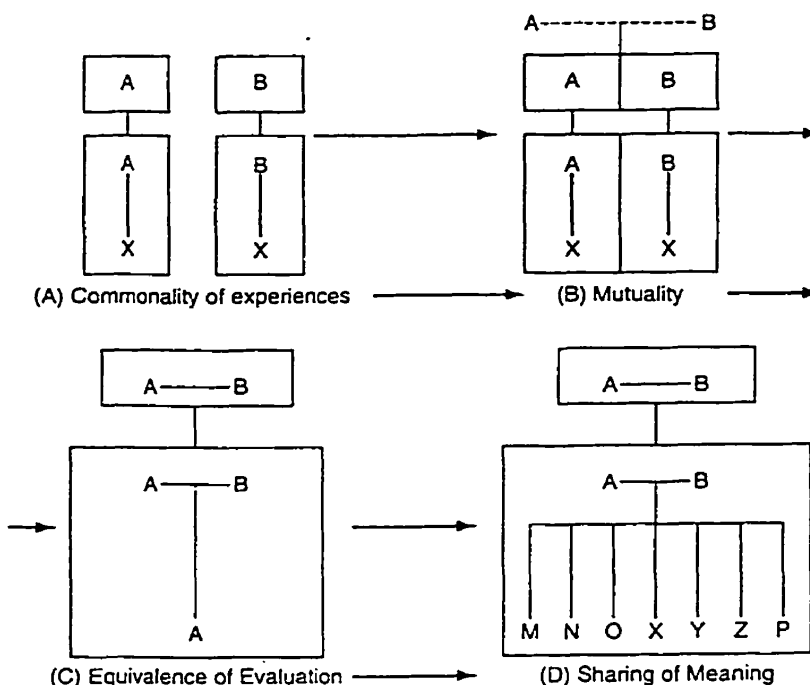 A B
A B
A B
A B
A B
X X
X X
(A) Commonality of experiences
(B) Mutuality
A B
A B
A B
A B
A
M N O X Y Z P
(C) Equivalence of Evaluation
(D) Sharing of Meaning